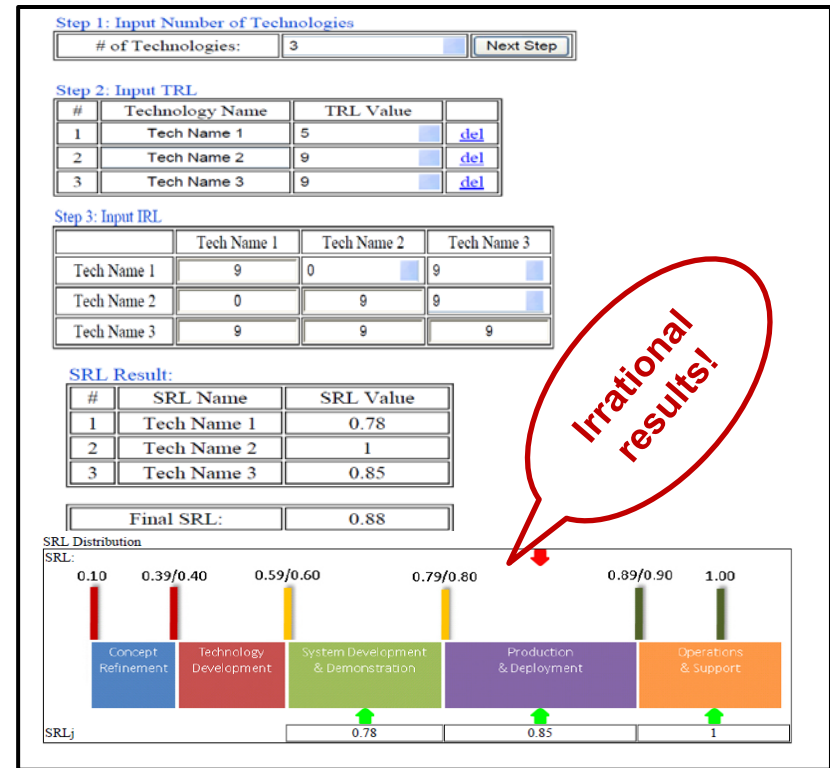 Step 1: Input Number of Technologies
# of Technologies: 3 Next Step
Step 2: Input TRL
# Technology Name TRL Value
1 Tech Name 1 5 del
2 Tech Name 2 9 del
3 Tech Name 3 9 del
Step 3: Input IRL
Tech Name 1 Tech Name 2 Tech Name 3
Tech Name 1 9 0 9
Tech Name 2 0 9 9
Tech Name 3 9 9 9
Irrational
results!
SRL Result:
# SRL Name SRL Value
1 Tech Name 1 0.78
2 Tech Name 2 1
3 Tech Name 3 0.85
Final SRL: 0.88
SRL Distribution
SRL:
0.10 0.39/0.40 0.59/0.60 0.79/0.80 0.89/0.90 1.00
Concept Technology System Development Production Operations
Refinement Development & Demonstration & Deployment & Support
SRLj 0.78 0.85 1